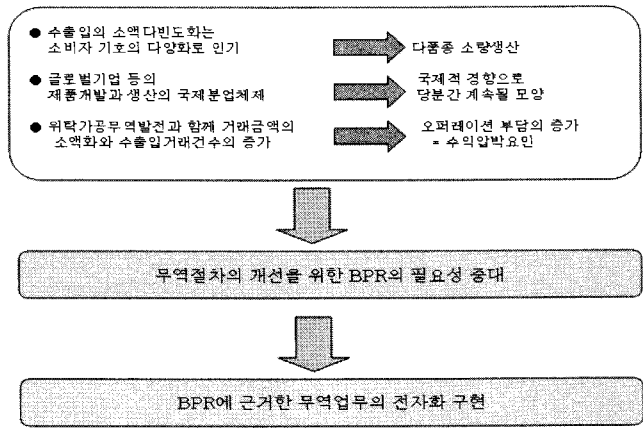 ● 수출입의 소액다빈도화는
소비자 기호의 다양화로 인기
다품종 소량생산
● 글로벌기업 등의
제품개발과 생산의 국제분업체제
국제적 경향으로
당분간 계속될 모양
● 위탁가공무역발전과 함께 거래금액의
소액화와 수출입거래건수의 증가
오퍼레이션 부담의 증가
= 수익압박요인
무역절차의 개선을 위한 BPR의 필요성 증대
BPR에 근거한 무역업무의 전자화 구현